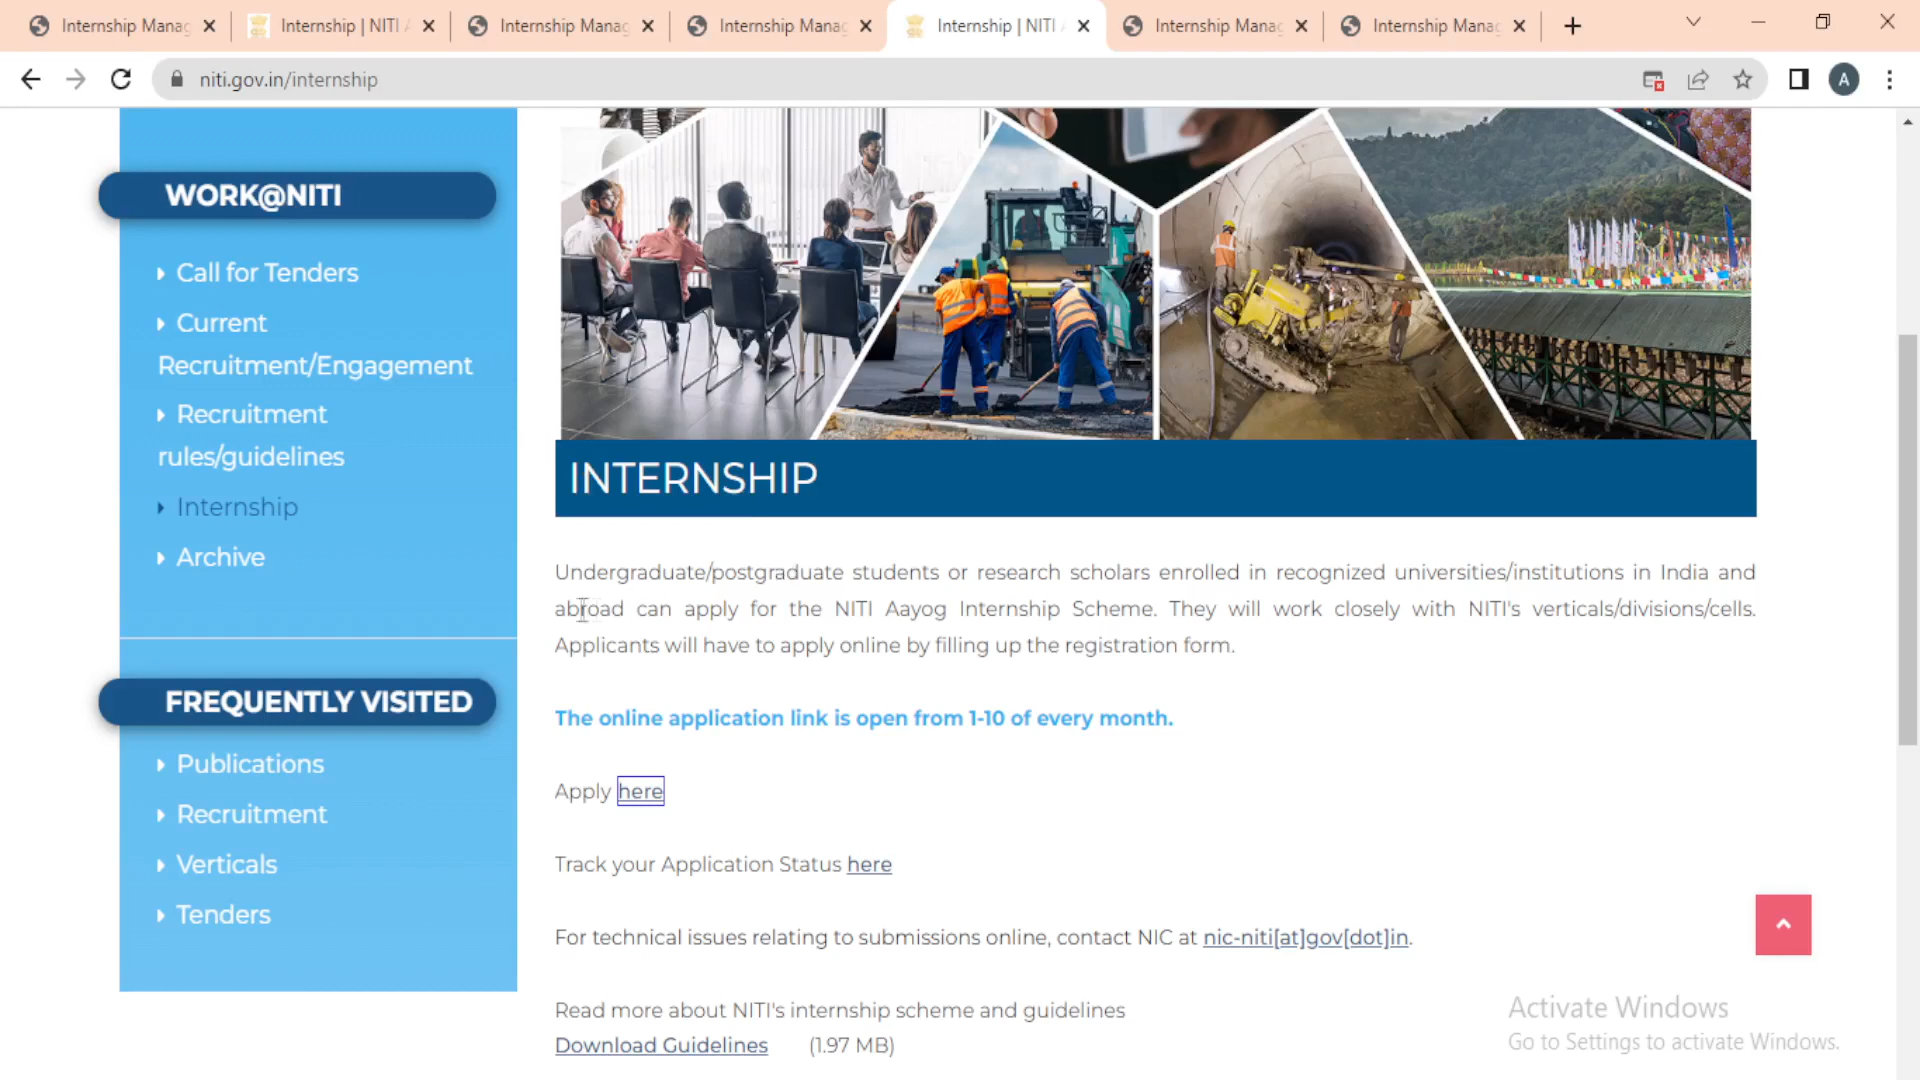 Internship Manag
Internship | NITI A
Internship Manag
Internship Manag
Internship | NITI A
Internship Manag
Internship Manag
niti.gov.in/internship
A
WORK@NITI
Call for Tenders
Current
Recruitment/Engagement
Recruitment
rules/guidelines
Internship
Archive
FREQUENTLY VISITED
Publications
Recruitment
Verticals
Tenders
INTERNSHIP
Undergraduate/postgraduate students or research scholars enrolled in recognized universities/institutions in India and
abroad can apply for the NITI Aayog Internship Scheme. They will work closely with NITI's verticals/divisions/cells.
Applicants will have to apply online by filling up the registration form.
The online application link is open from 1-10 of every month.
Apply here
Track your Application Status here
For technical issues relating to submissions online, contact NIC at nic-niti[at]gov[dot]in.
Read more about NITI's internship scheme and guidelines
Download Guidelines (1.97 MB)
Activate Windows
Go to Settings to activate Windows.